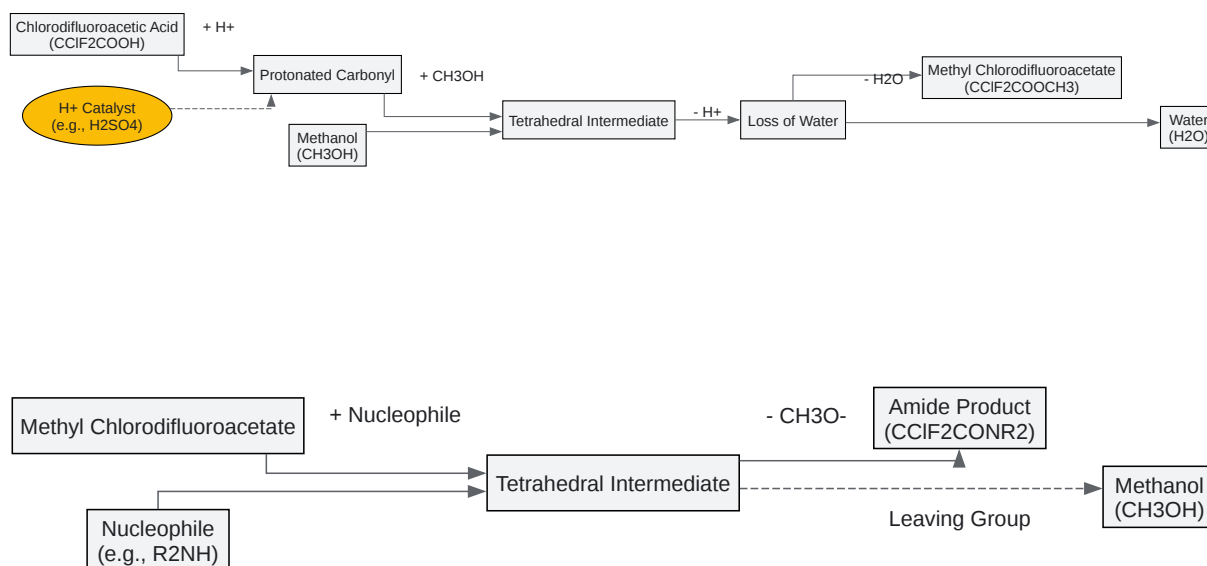 Chlorodifluoroacetic Acid
(CClF2COOH)
+ H+
Protonated Carbonyl
+ CH3OH
H+ Catalyst
(e.g., H2SO4)
Methanol
(CH3OH)
Tetrahedral Intermediate
- H+
Loss of Water
- H2O
Methyl Chlorodifluoroacetate
(CClF2COOCH3)
Water
(H2O)
Methyl Chlorodifluoroacetate
+ Nucleophile
Nucleophile
(e.g., R2NH)
Tetrahedral Intermediate
- CH3O-
Amide Product
(CClF2CONR2)
Leaving Group
Methanol
(CH3OH)